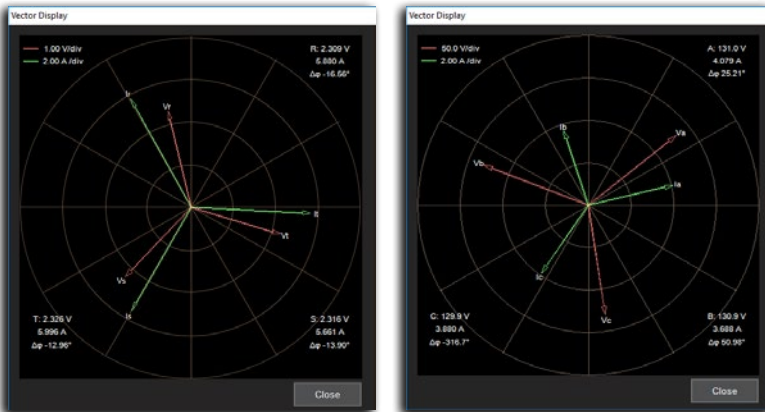 Vector Display
1.00 V/div
2.00 A /div
R: 2.309 V
5.880 A
Δφ -16.56°
Vr
It
Vt
Vs
Is
T: 2.326 V
5.996 A
Δφ -12.96°
S: 2.316 V
5.661 A
Δφ -13.90°
Close
Vector Display
50.0 V/div
2.00 A /div
A: 131.0 V
4.079 A
Δφ 25.21°
Ib
Va
Vb
Ia
Ic
Vc
C: 129.9 V
3.880 A
Δφ -316.7°
B: 130.9 V
3.688 A
Δφ 50.98°
Close